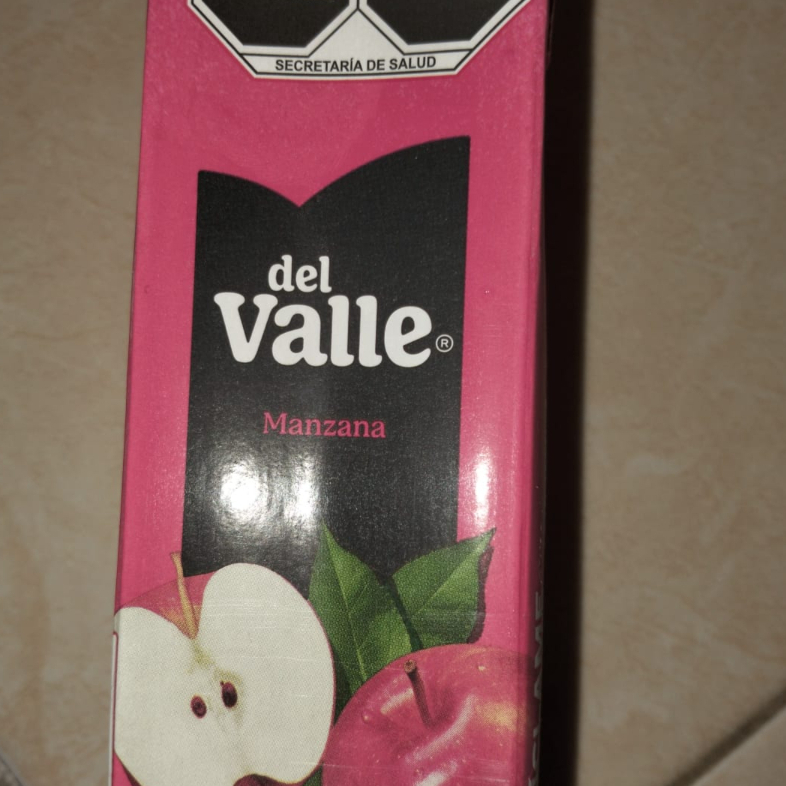 SECRETARÍA DE SALUD
del
Valle®
Manzana